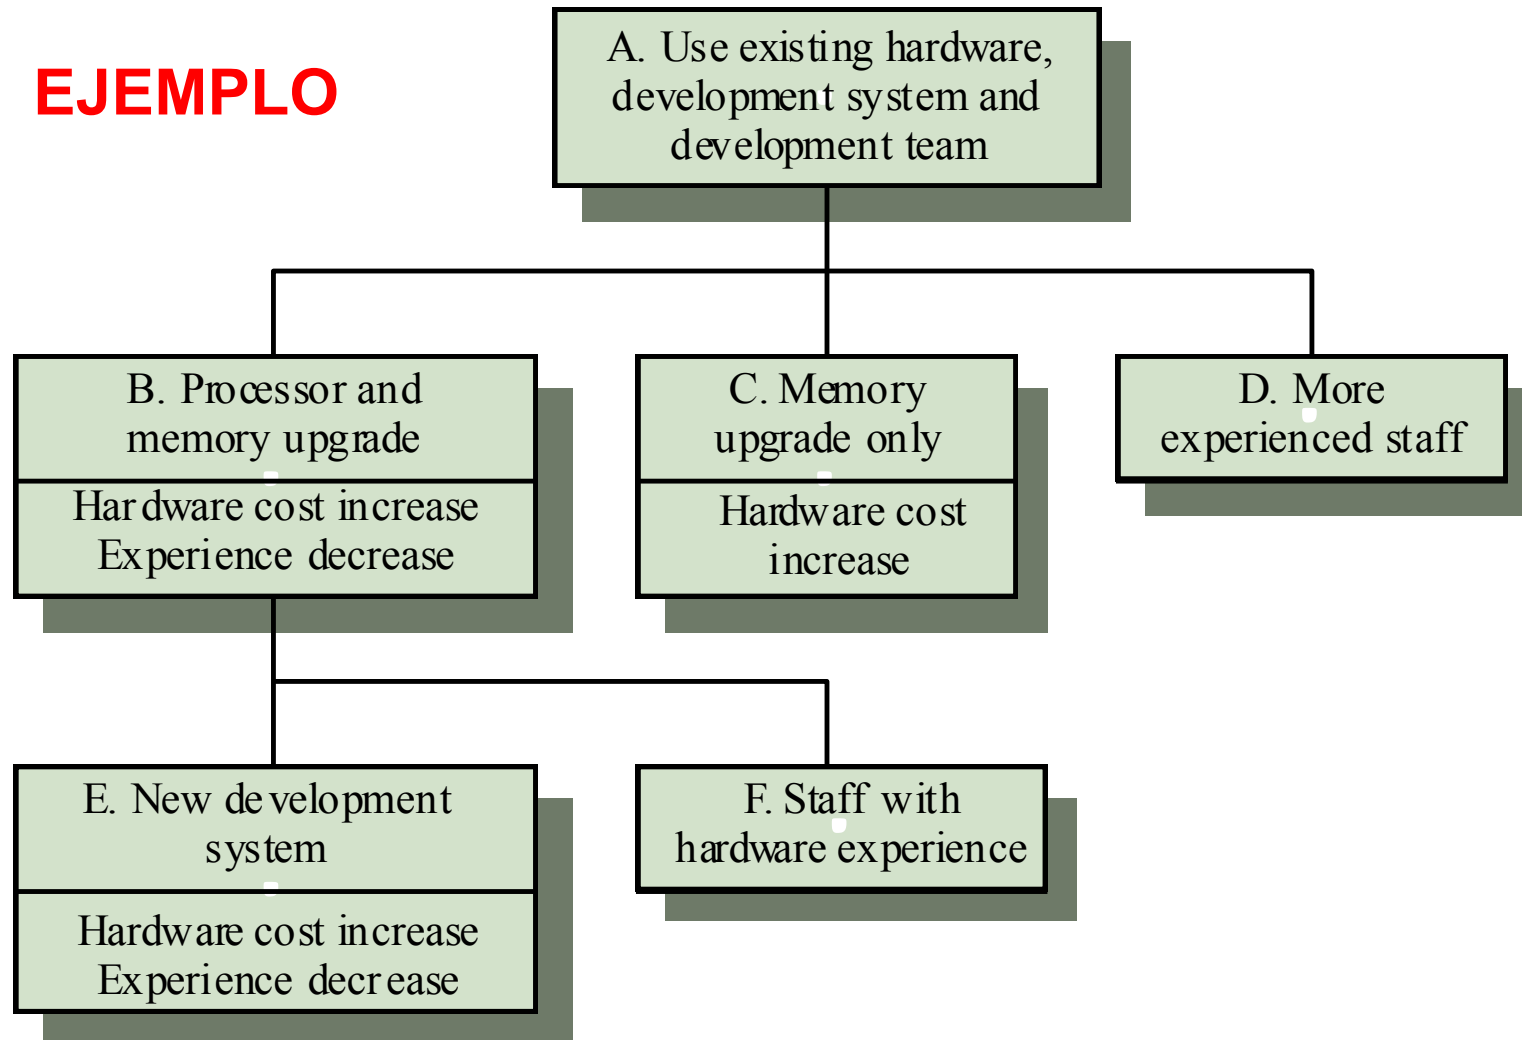 EJEMPLO
A. Use existing hardware,
development system and
development team
B. Processor and
memory upgrade
Hardware cost increase
Experience decrease
C. Memory
upgrade only
Hardware cost
increase
D. More
experienced staff
E. New development
system
Hardware cost increase
Experience decrease
F. Staff with
hardware experience